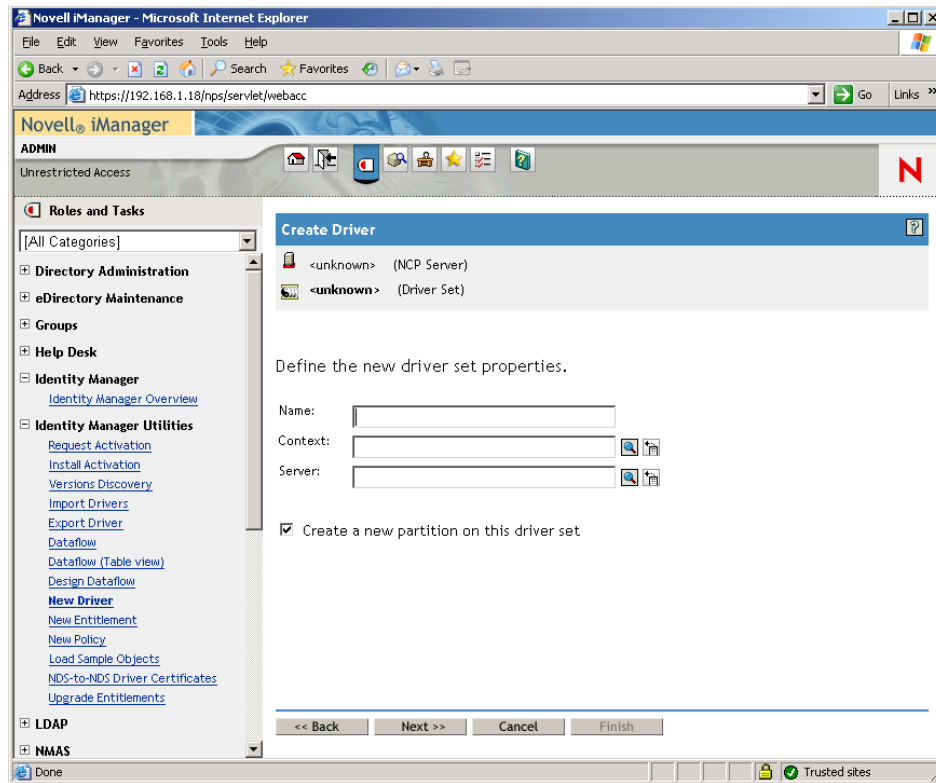 Novell iManager - Microsoft Internet Explorer
File Edit View Favorites Tools Help
Back Search Favorites
Address https://192.168.1.18/nps/servlet/webacc Go Links »
Novell® iManager
ADMIN
Unrestricted Access
N
Roles and Tasks
[All Categories]
Directory Administration
eDirectory Maintenance
Groups
Help Desk
Identity Manager
Identity Manager Overview
Identity Manager Utilities
Request Activation
Install Activation
Versions Discovery
Import Drivers
Export Driver
Dataflow
Dataflow (Table view)
Design Dataflow
New Driver
New Entitlement
New Policy
Load Sample Objects
NDS-to-NDS Driver Certificates
Upgrade Entitlements
LDAP
NMAS
Create Driver ?
<unknown> (NCP Server)
<unknown> (Driver Set)
Define the new driver set properties.
Name:
Context:
Server:
Create a new partition on this driver set
<< Back Next >> Cancel Finish
Done Trusted sites